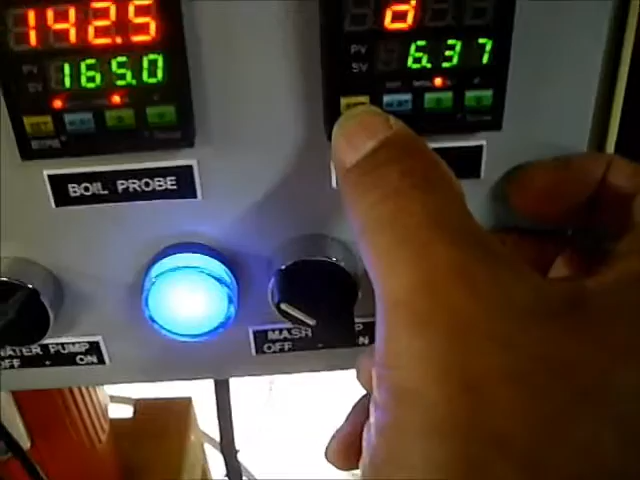 142.5
d
PV
SV
165.0
PV
SV
6.37
BOIL PROBE
MASH
OFF
WATER PUMP
OFF - ON